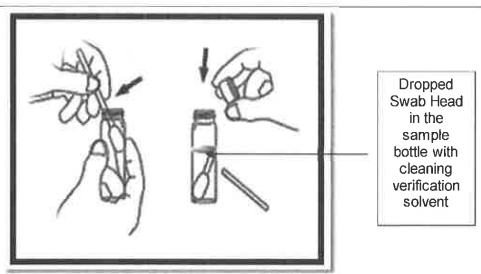 Dropped
Swab Head
in the
sample
bottle with
cleaning
verification
solvent